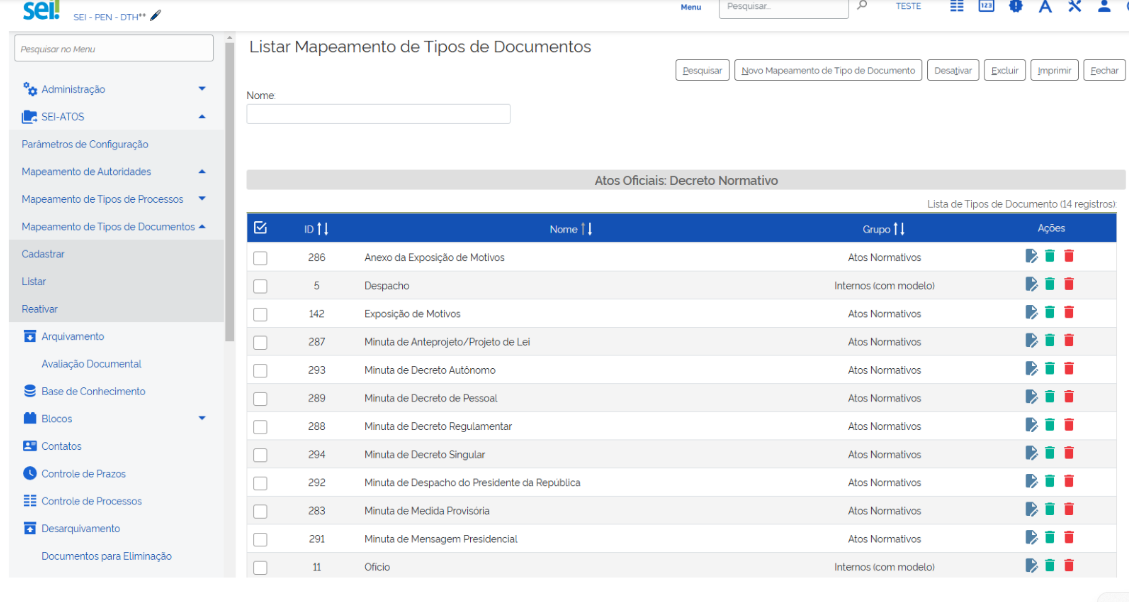 sei!
SEI - PEN - DTH**
Menu
Pesquisar...
TESTE
Pesquisar no Menu
Administração
SEI-ATOS
Parâmetros de Configuração
Mapeamento de Autoridades
Mapeamento de Tipos de Processos
Mapeamento de Tipos de Documentos
Cadastrar
Listar
Reativar
Arquivamento
Avaliação Documental
Base de Conhecimento
Blocos
Contatos
Controle de Prazos
Controle de Processos
Desarquivamento
Documentos para Eliminação
Listar Mapeamento de Tipos de Documentos
Pesquisar Novo Mapeamento de Tipo de Documento Desativar Excluir Imprimir Fechar
Nome:
Atos Oficiais: Decreto Normativo
Lista de Tipos de Documento (14 registros):
ID Nome Grupo Ações
286 Anexo da Exposição de Motivos Atos Normativos
5 Despacho Internos (com modelo)
142 Exposição de Motivos Atos Normativos
287 Minuta de Anteprojeto/Projeto de Lei Atos Normativos
293 Minuta de Decreto Autônomo Atos Normativos
289 Minuta de Decreto de Pessoal Atos Normativos
288 Minuta de Decreto Regulamentar Atos Normativos
294 Minuta de Decreto Singular Atos Normativos
292 Minuta de Despacho do Presidente da República Atos Normativos
283 Minuta de Medida Provisória Atos Normativos
291 Minuta de Mensagem Presidencial Atos Normativos
11 Ofício Internos (com modelo)